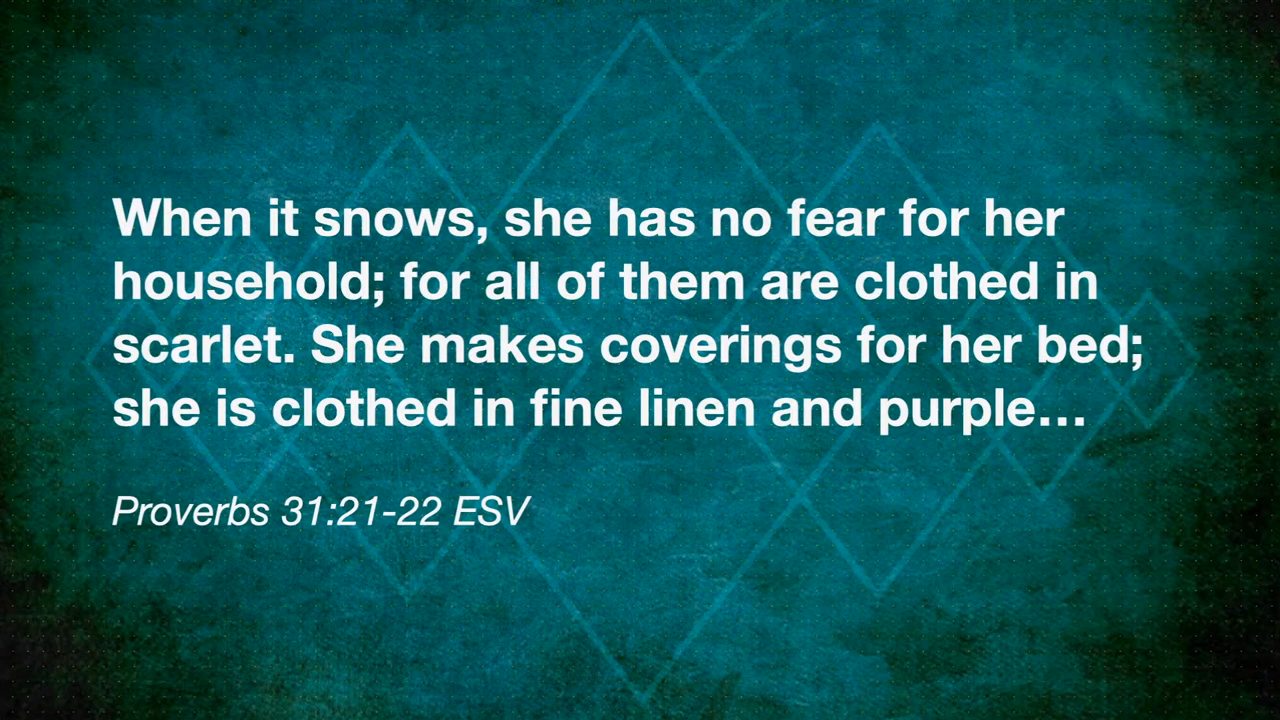 When it snows, she has no fear for her
household; for all of them are clothed in
scarlet. She makes coverings for her bed;
she is clothed in fine linen and purple…
Proverbs 31:21-22 ESV